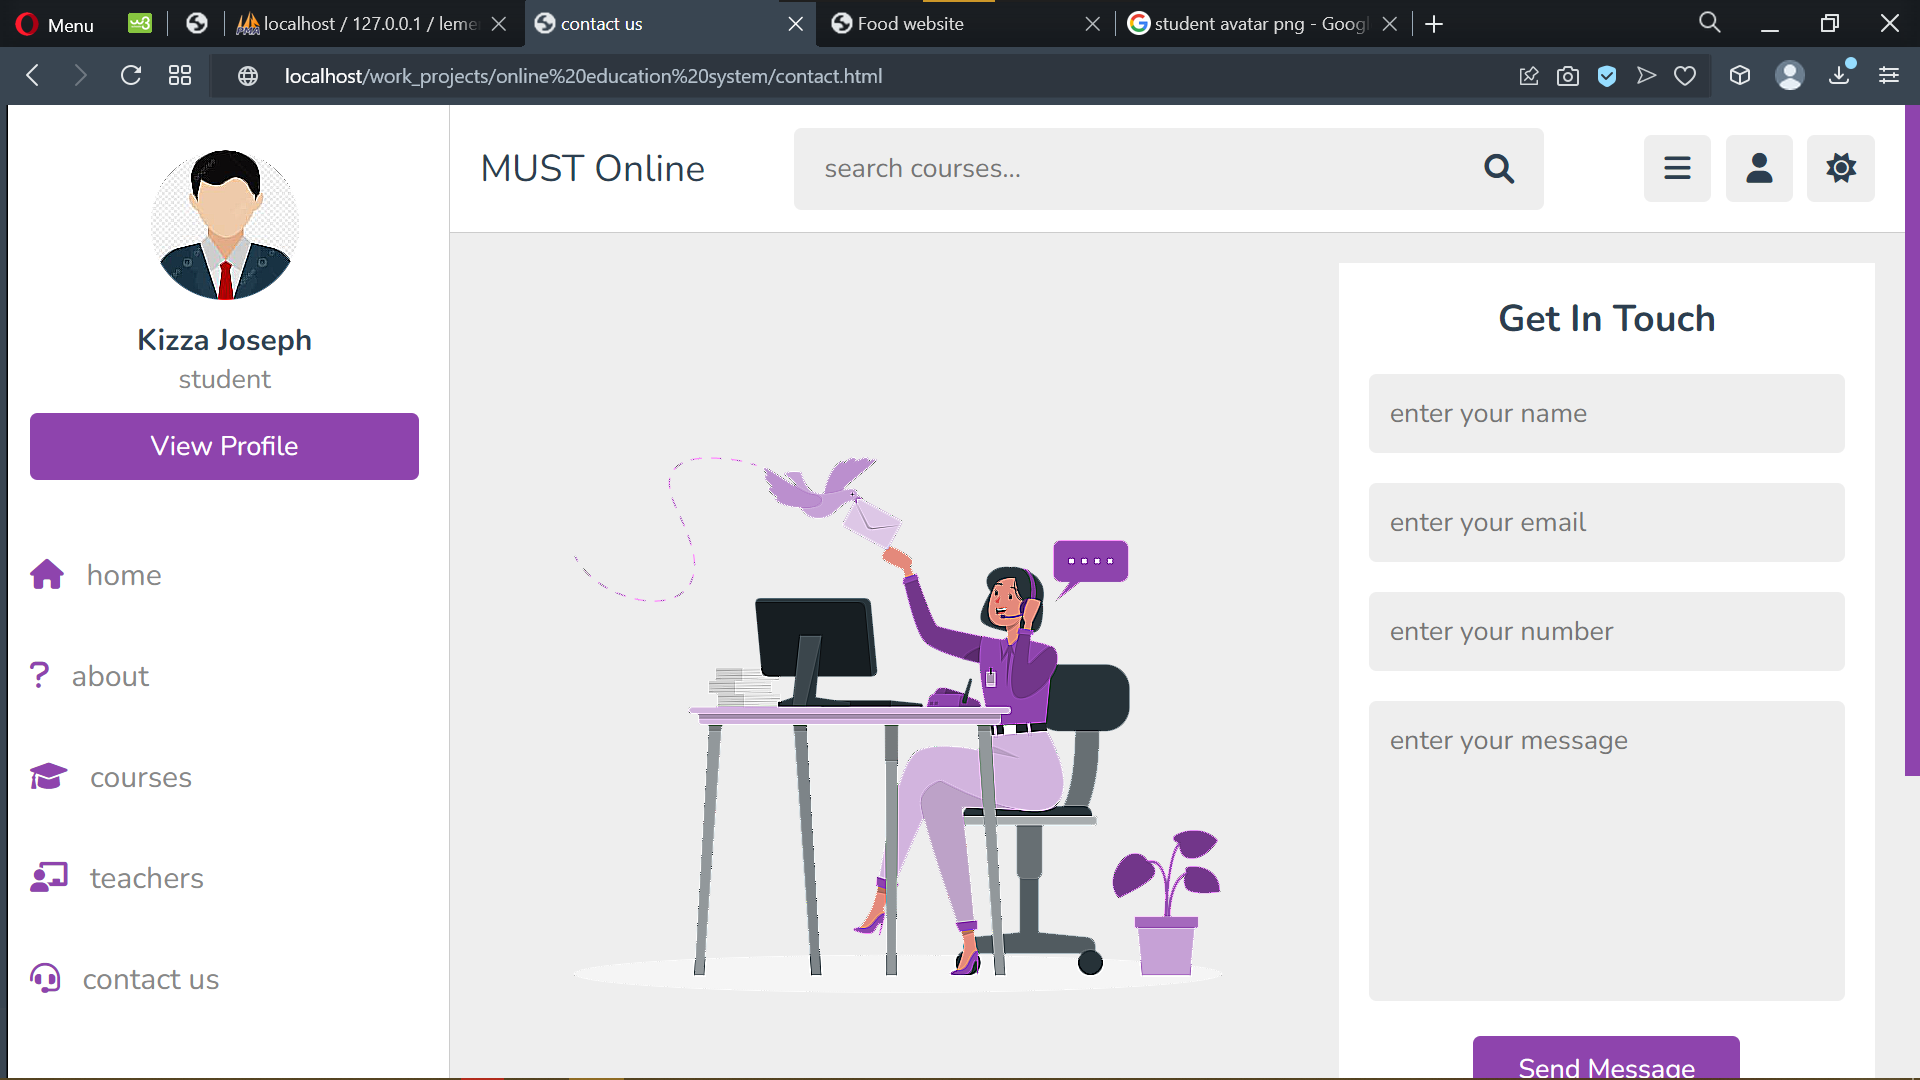 Menu
localhost / 127.0.0.1 / leme
contact us
Food website
student avatar png - Googl
localhost/work_projects/online%20education%20system/contact.html
MUST Online
search courses...
Kizza Joseph
student
View Profile
home
about
courses
teachers
contact us
Get In Touch
enter your name
enter your email
enter your number
enter your message
Send Message